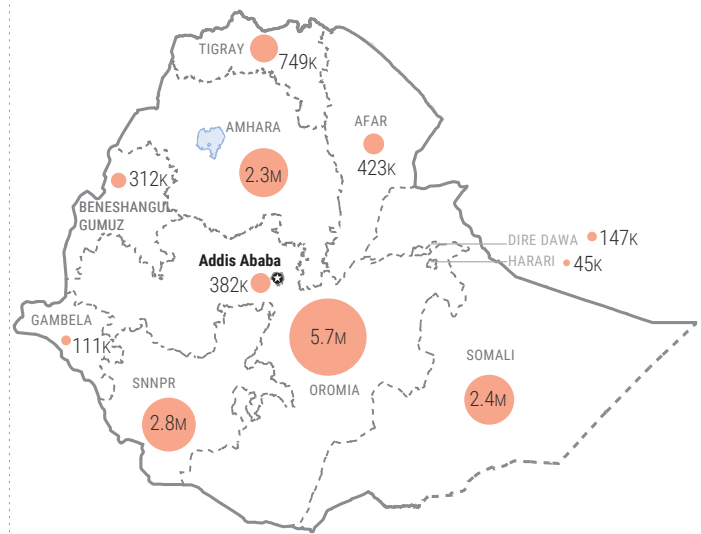 TIGRAY
749K
AMHARA
2.3M
AFAR
423K
312K
BENESHANGUL
GUMUZ
DIRE DAWA
147K
HARARI
45K
Addis Ababa
382K
GAMBELA
111K
5.7M
OROMIA
SOMALI
2.4M
SNNPR
2.8M